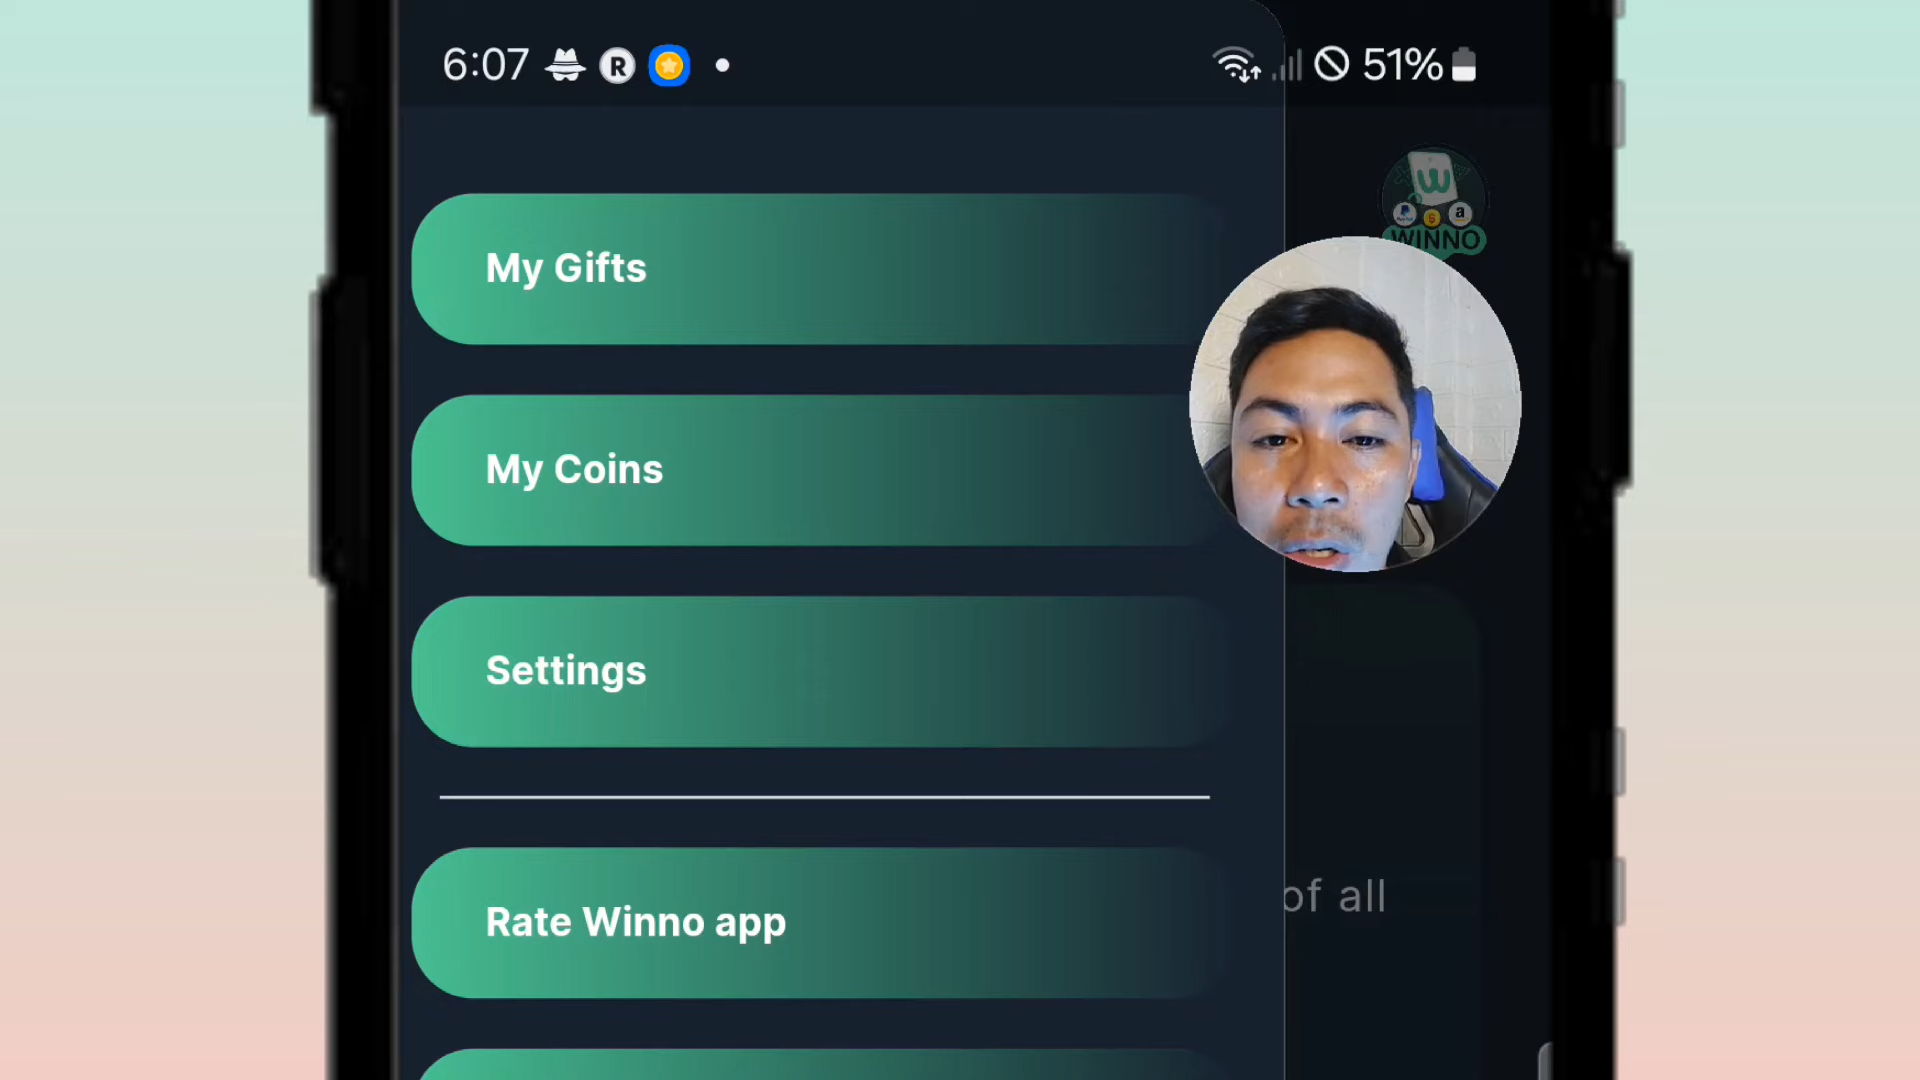 6:07 R 51%
W
a
WINNO
My Gifts
My Coins
Settings
of all
Rate Winno app